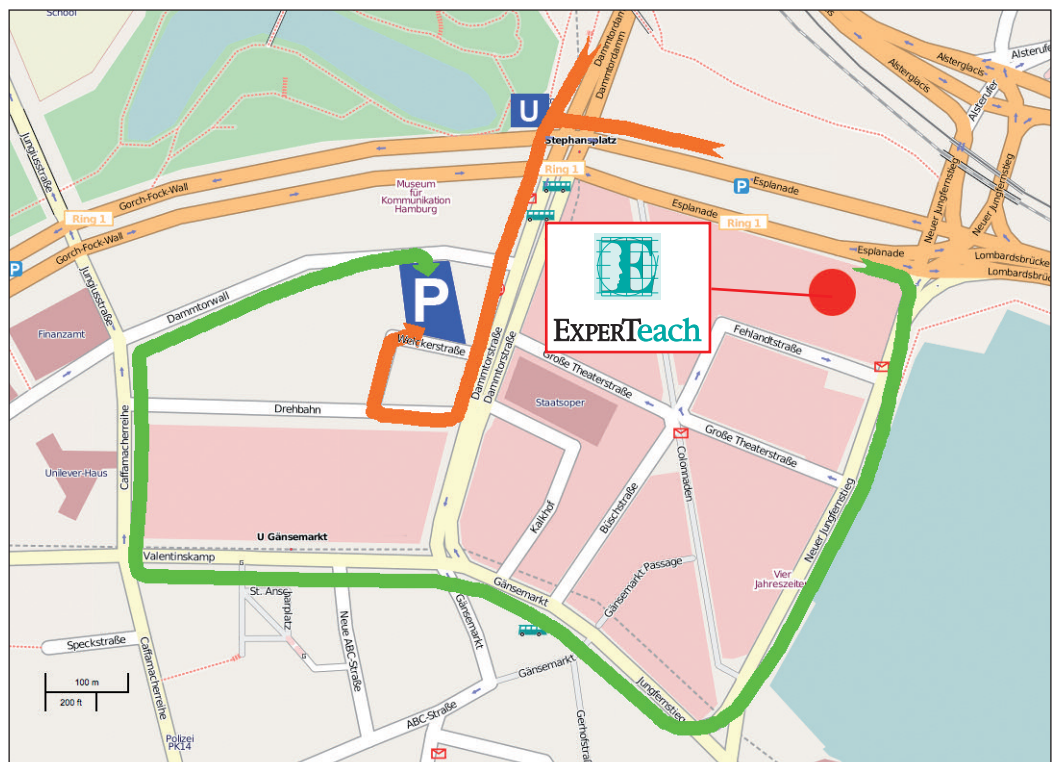 School
Dammtordamm
Dammtordamm
Alsterglacis
Alsterglacis
Alsterufer
Alsterufer
Jungiusstraße
U
Stephansplatz
Ring 1
Gorch-Fock-Wall
Ring 1
Gorch-Fock-Wall
Museum
für
Kommunikation
Hamburg
P
Esplanade
Esplanade
Ring 1
Esplanade
Neuer Jungfernstieg
Neuer Jungfernstieg
Lombardsbrücke
P
Jungiusstraße
Dammtorwall
P
Finanzamt
EXPERTEACH
Fehlandtstraße
Dammtorstraße
Dammtorstraße
Große Theaterstraße
Staatsoper
Drehbahn
Große Theaterstraße
Colonnaden
Caffamacherreihe
Unilever-Haus
Büschstraße
Kalkhof
Neuer Jungfernstieg
U Gänsemarkt
Valentinskamp
Gänsemarkt
Gänsemarkt Passage
Vier
St. Ansc
Neue ABC-Straße
Gänsemarkt
Speckstraße
Caffamacherreihe
Gänsemarkt
Jungfernstieg
100 m
200 ft
ABC-Straße
Polizei
PK14